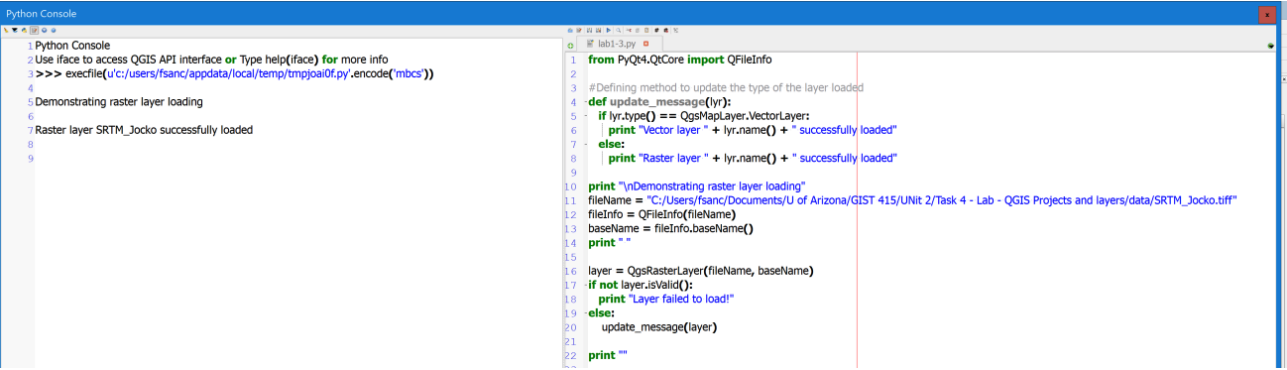 Python Console
1 Python Console
2 Use iface to access QGIS API interface or Type help(iface) for more info
3 >>> execfile(u'c:/users/fsanc/appdata/local/temp/tmpjoai0f.py'.encode('mbcs'))
4
5 Demonstrating raster layer loading
6
7 Raster layer SRTM_Jocko successfully loaded
8
9
lab1-3.py
1 from PyQt4.QtCore import QFileInfo
2
3 #Defining method to update the type of the layer loaded
4 def update_message(lyr):
5 if lyr.type() == QgsMapLayer.VectorLayer:
6 print "Vector layer " + lyr.name() + " successfully loaded"
7 else:
8 print "Raster layer " + lyr.name() + " successfully loaded"
9
10 print "\nDemonstrating raster layer loading"
11 fileName = "C:/Users/fsanc/Documents/U of Arizona/GIST 415/UNit 2/Task 4 - Lab - QGIS Projects and layers/data/SRTM_Jocko.tiff"
12 fileInfo = QFileInfo(fileName)
13 baseName = fileInfo.baseName()
14 print " "
15
16 layer = QgsRasterLayer(fileName, baseName)
17 if not layer.isValid():
18 print "Layer failed to load!"
19 else:
20 update_message(layer)
21
22 print ""